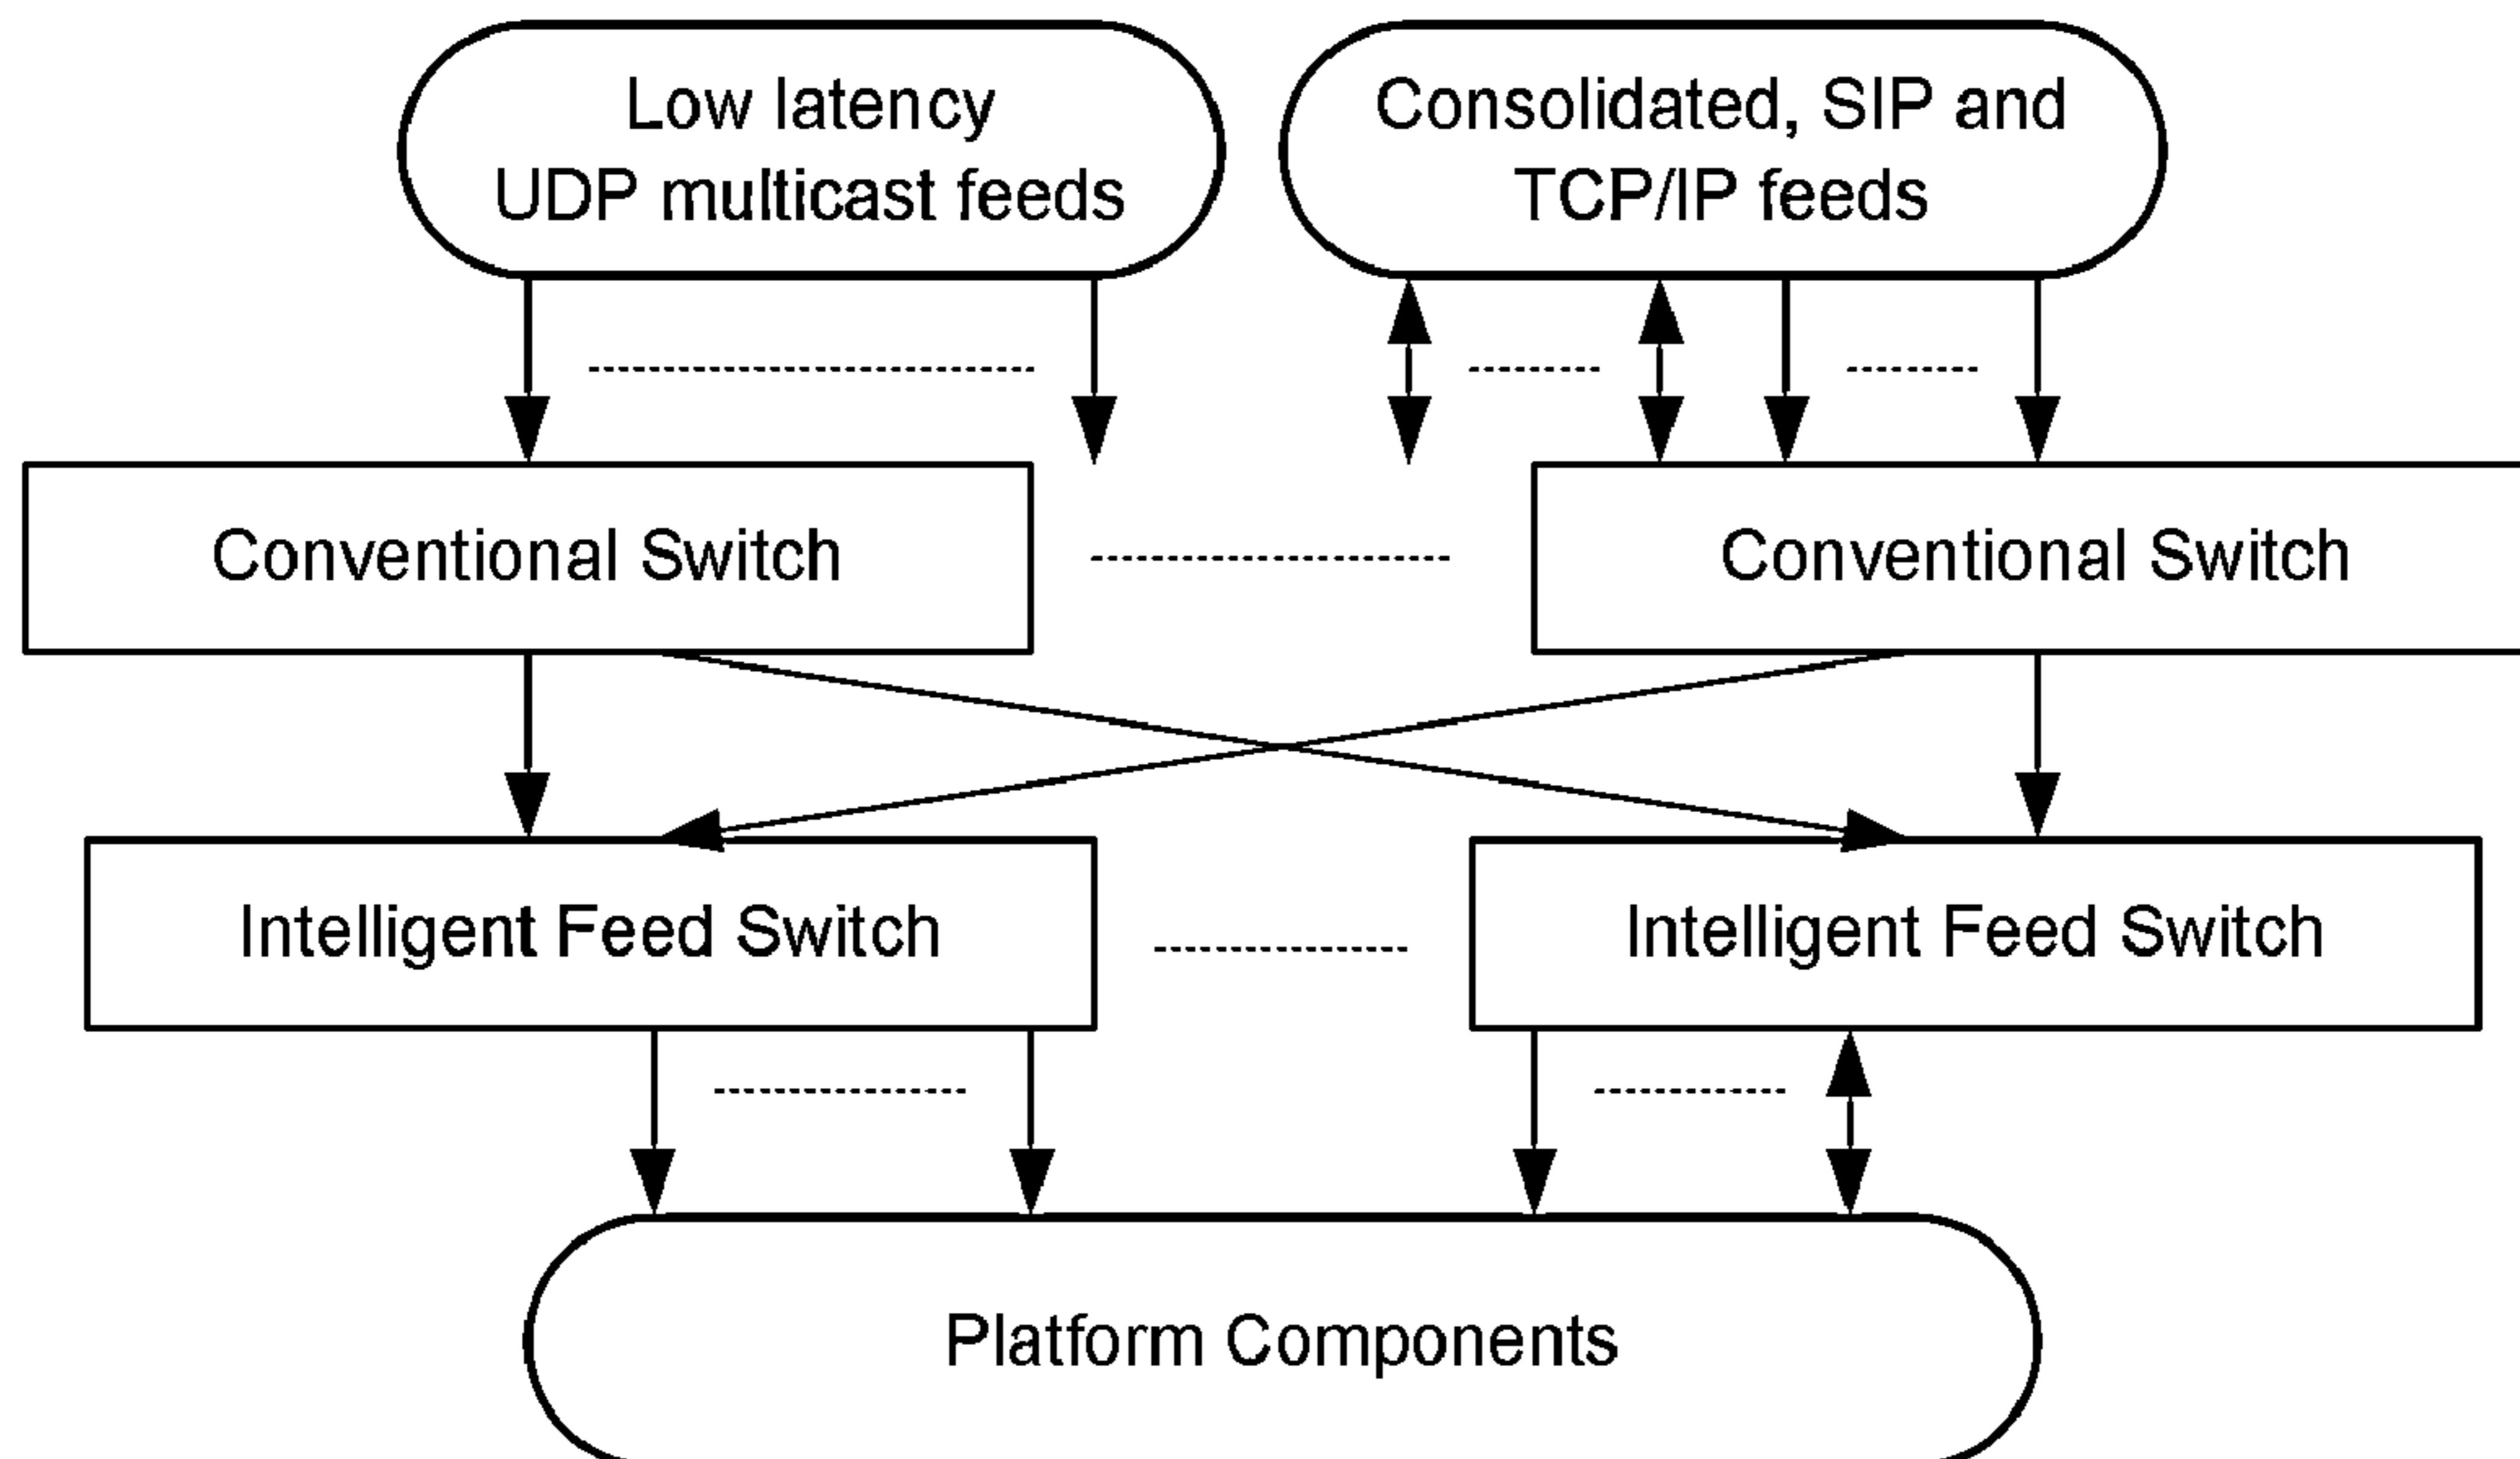 Low latency
UDP multicast feeds
Consolidated, SIP and
TCP/IP feeds
Conventional Switch
Conventional Switch
Intelligent Feed Switch
Intelligent Feed Switch
Platform Components